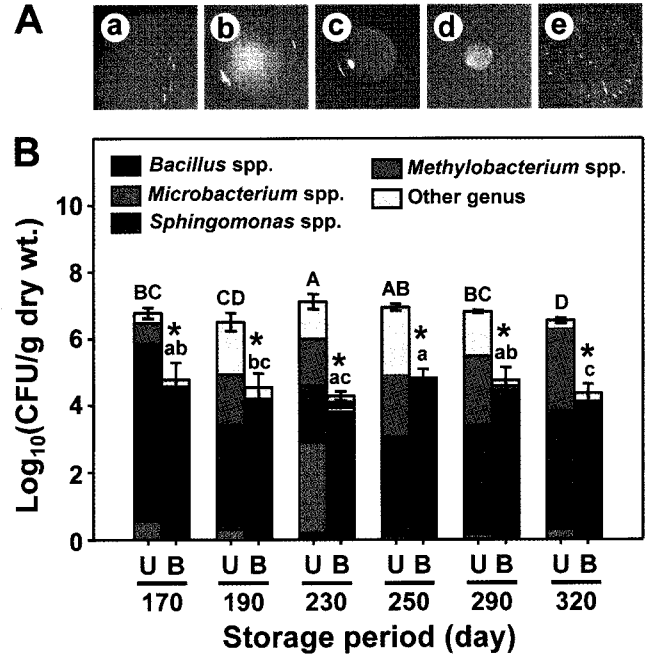 A
a b c d e
B
Bacillus spp.
Microbacterium spp.
Sphingomonas spp.
Methylobacterium spp.
Other genus
Log10(CFU/g dry wt.)
10
8
6
4
2
0
BC CD A AB BC D
* * * * * *
ab bc ac a ab c
U B U B U B U B U B U B
170 190 230 250 290 320
Storage period (day)